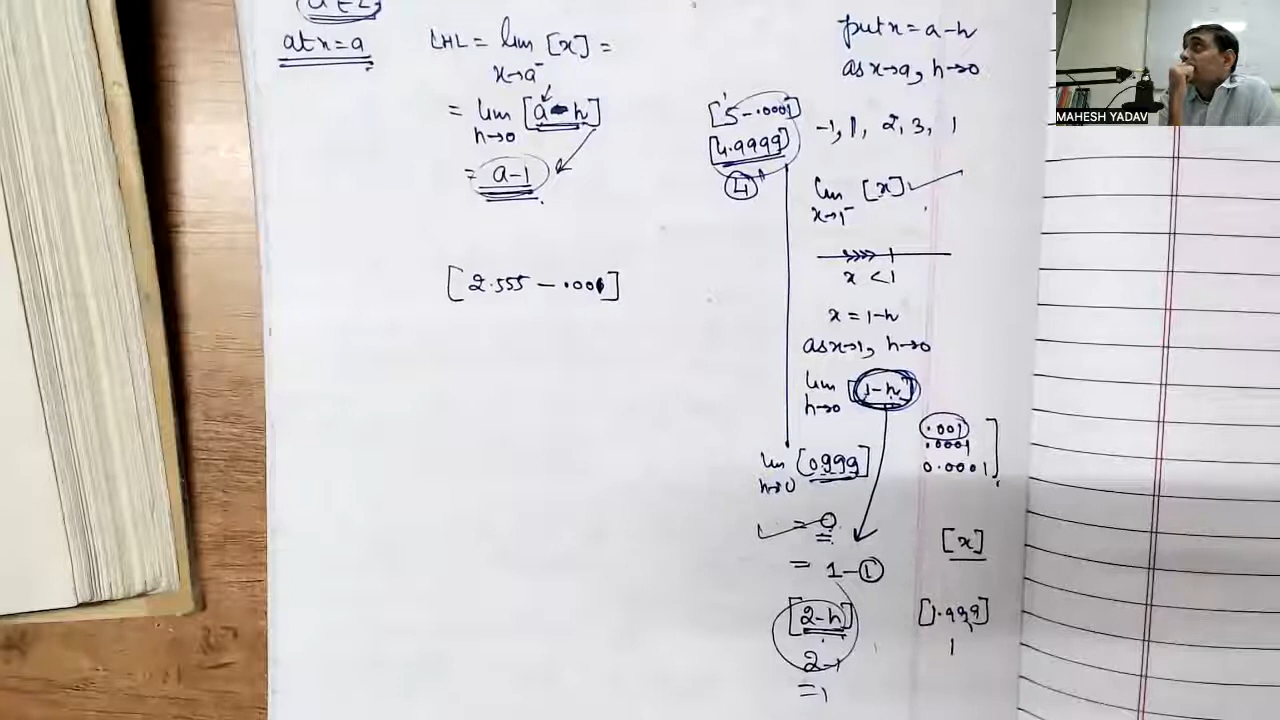 a ∈ Z
at x = a
LHL = lim [x] =
x→a⁻
= lim [a - h]
h→0
= a-1
[2.555 - .001]
put x = a-h
as x→a, h→0
[5 - .0001]
[4.9999]
4
-1, 1, 2, 3, 1
lim [x]
x→1⁻
x < 1
x = 1-h
as x→1, h→0
lim [1-h]
h→0
.001
.0001
0.0001
lim [0.999]
h→0
= 0
= 1-1
[x]
[2-h]
2-1
= 1
[1.999]
1
MAHESH YADAV